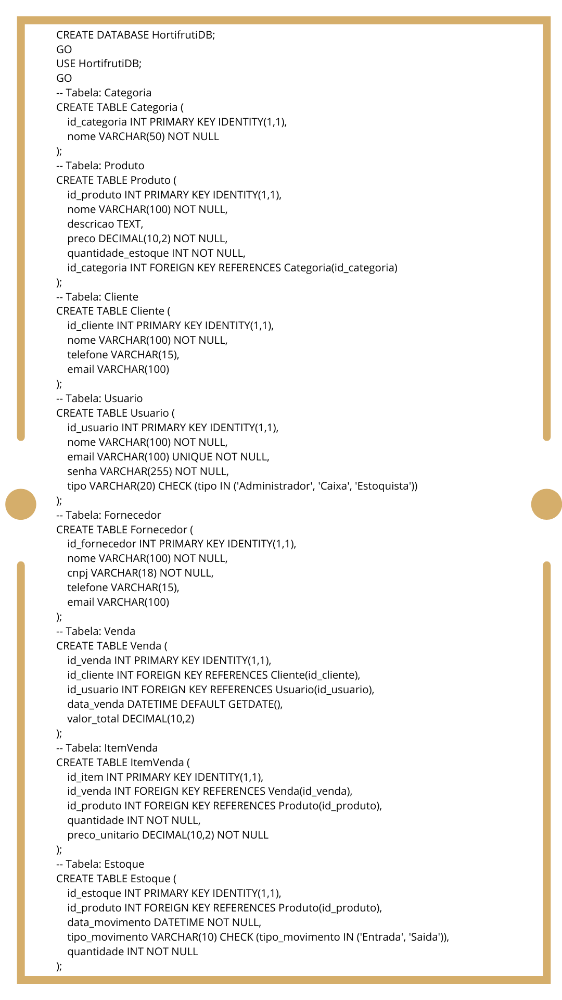 CREATE DATABASE HortifrutiDB;
GO
USE HortifrutiDB;
GO
-- Tabela: Categoria
CREATE TABLE Categoria (
    id_categoria INT PRIMARY KEY IDENTITY(1,1),
    nome VARCHAR(50) NOT NULL
);
-- Tabela: Produto
CREATE TABLE Produto (
    id_produto INT PRIMARY KEY IDENTITY(1,1),
    nome VARCHAR(100) NOT NULL,
    descricao TEXT,
    preco DECIMAL(10,2) NOT NULL,
    quantidade_estoque INT NOT NULL,
    id_categoria INT FOREIGN KEY REFERENCES Categoria(id_categoria)
);
-- Tabela: Cliente
CREATE TABLE Cliente (
    id_cliente INT PRIMARY KEY IDENTITY(1,1),
    nome VARCHAR(100) NOT NULL,
    telefone VARCHAR(15),
    email VARCHAR(100)
);
-- Tabela: Usuario
CREATE TABLE Usuario (
    id_usuario INT PRIMARY KEY IDENTITY(1,1),
    nome VARCHAR(100) NOT NULL,
    email VARCHAR(100) UNIQUE NOT NULL,
    senha VARCHAR(255) NOT NULL,
    tipo VARCHAR(20) CHECK (tipo IN ('Administrador', 'Caixa', 'Estoquista'))
);
-- Tabela: Fornecedor
CREATE TABLE Fornecedor (
    id_fornecedor INT PRIMARY KEY IDENTITY(1,1),
    nome VARCHAR(100) NOT NULL,
    cnpj VARCHAR(18) NOT NULL,
    telefone VARCHAR(15),
    email VARCHAR(100)
);
-- Tabela: Venda
CREATE TABLE Venda (
    id_venda INT PRIMARY KEY IDENTITY(1,1),
    id_cliente INT FOREIGN KEY REFERENCES Cliente(id_cliente),
    id_usuario INT FOREIGN KEY REFERENCES Usuario(id_usuario),
    data_venda DATETIME DEFAULT GETDATE(),
    valor_total DECIMAL(10,2)
);
-- Tabela: ItemVenda
CREATE TABLE ItemVenda (
    id_item INT PRIMARY KEY IDENTITY(1,1),
    id_venda INT FOREIGN KEY REFERENCES Venda(id_venda),
    id_produto INT FOREIGN KEY REFERENCES Produto(id_produto),
    quantidade INT NOT NULL,
    preco_unitario DECIMAL(10,2) NOT NULL
);
-- Tabela: Estoque
CREATE TABLE Estoque (
    id_estoque INT PRIMARY KEY IDENTITY(1,1),
    id_produto INT FOREIGN KEY REFERENCES Produto(id_produto),
    data_movimento DATETIME NOT NULL,
    tipo_movimento VARCHAR(10) CHECK (tipo_movimento IN ('Entrada', 'Saida')),
    quantidade INT NOT NULL
);